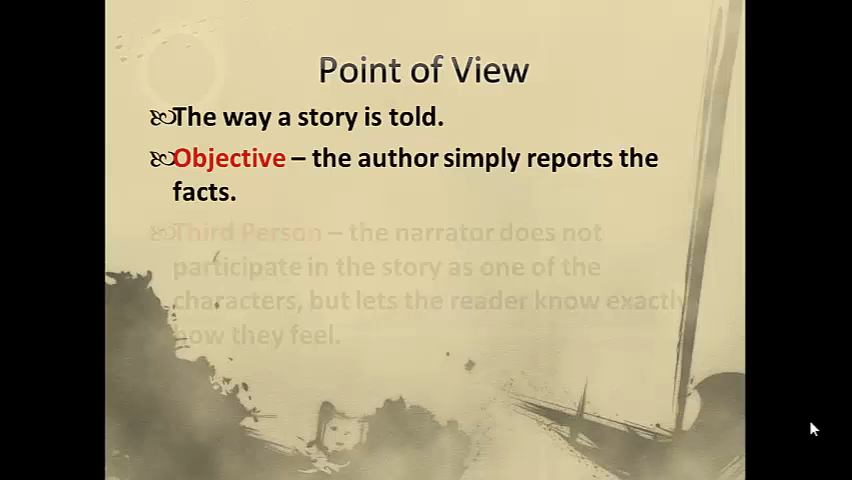 Point of View
The way a story is told.
Objective – the author simply reports the
facts.
Third Person – the narrator does not
participate in the story as one of the
characters, but lets the reader know exactly
how they feel.